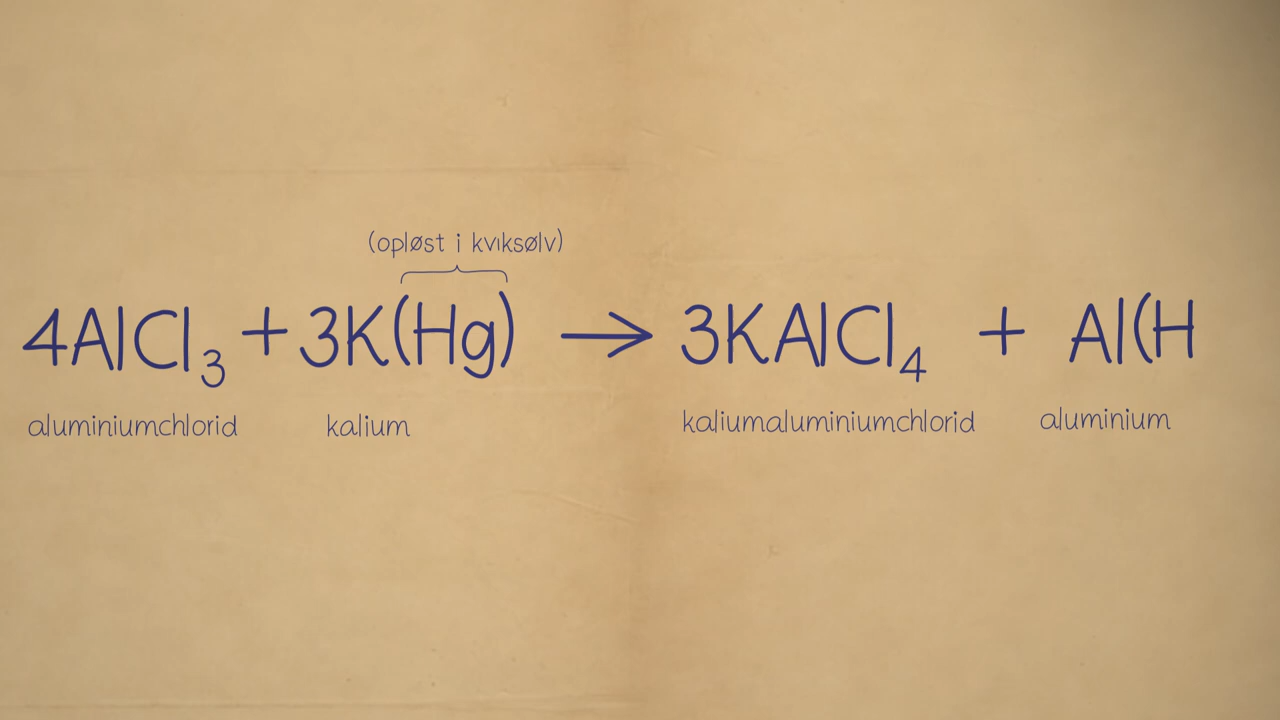 (opløst i kviksølv)
4AlCl₃ + 3K(Hg) → 3KAlCl₄ + Al(H
aluminiumchlorid kalium kaliumaluminiumchlorid aluminium